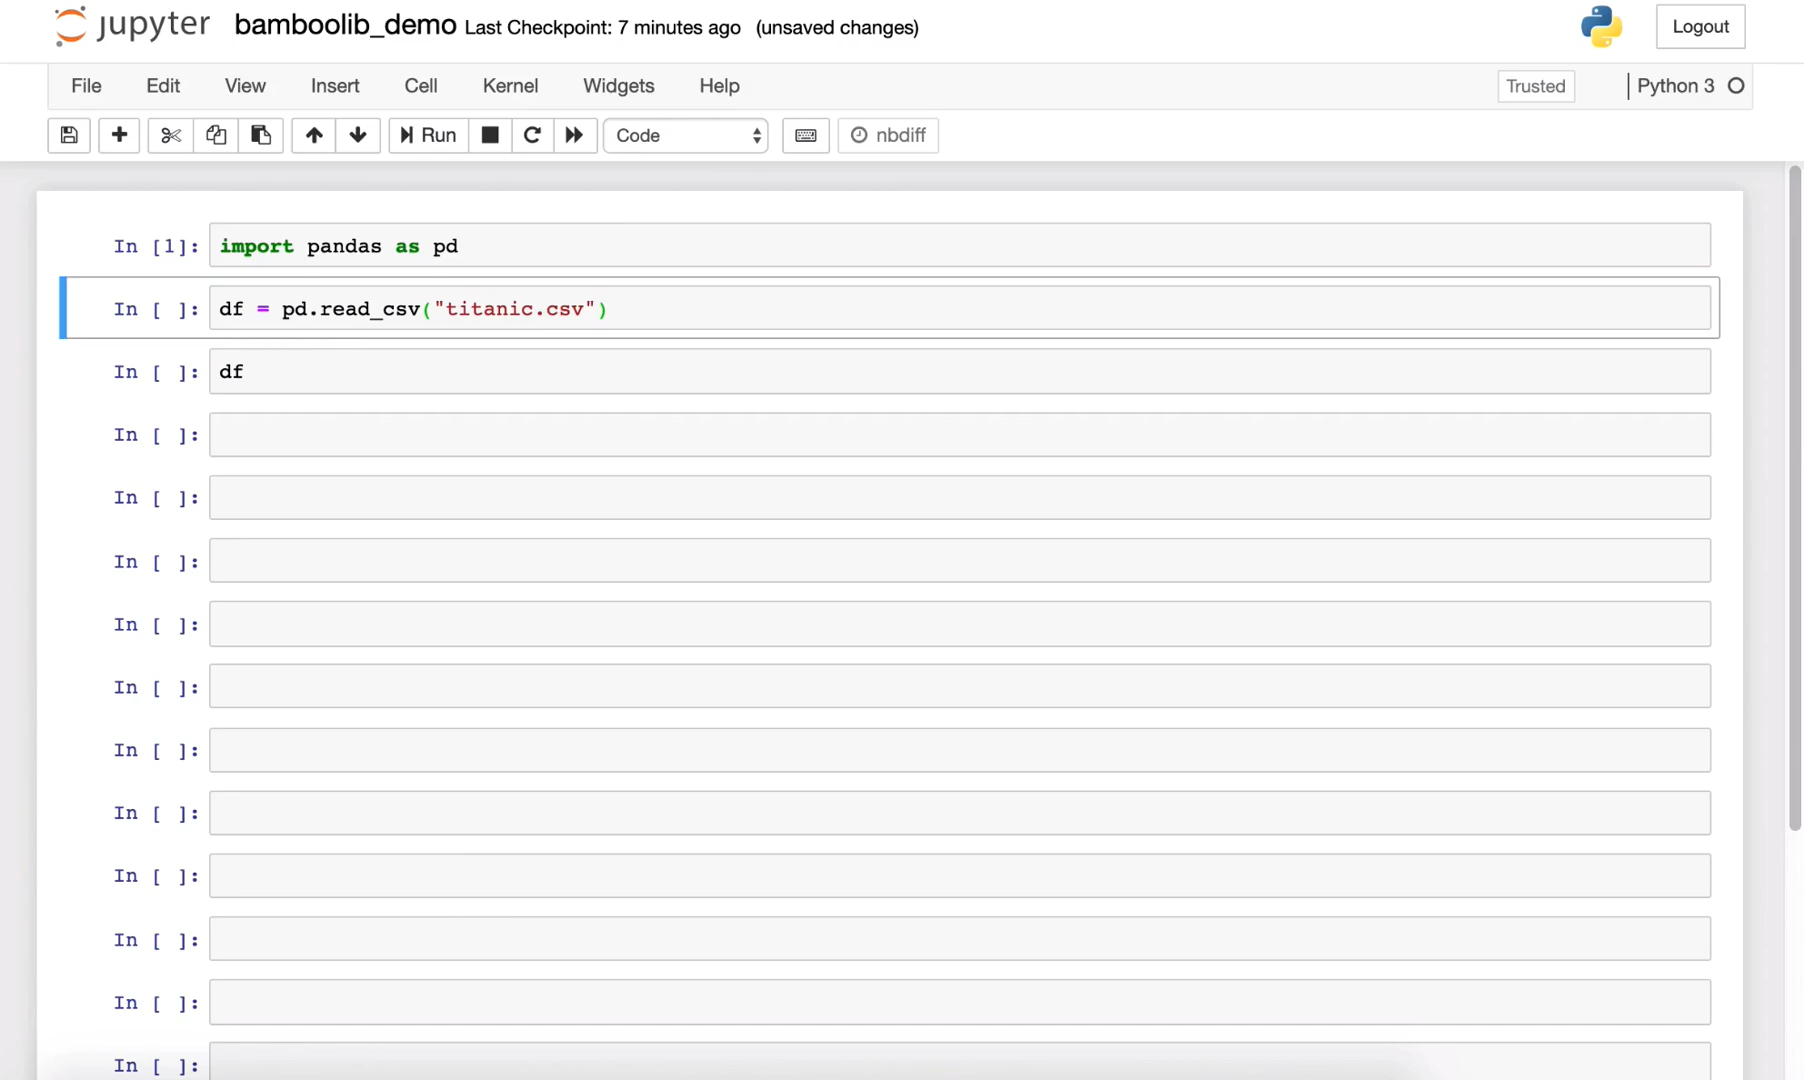 jupyter bamboolib_demo Last Checkpoint: 7 minutes ago (unsaved changes) Logout
File Edit View Insert Cell Kernel Widgets Help Trusted Python 3
Run Code nbdiff
In [1]: import pandas as pd
In [ ]: df = pd.read_csv("titanic.csv")
In [ ]: df
In [ ]:
In [ ]:
In [ ]:
In [ ]:
In [ ]:
In [ ]:
In [ ]:
In [ ]:
In [ ]:
In [ ]:
In [ ]: